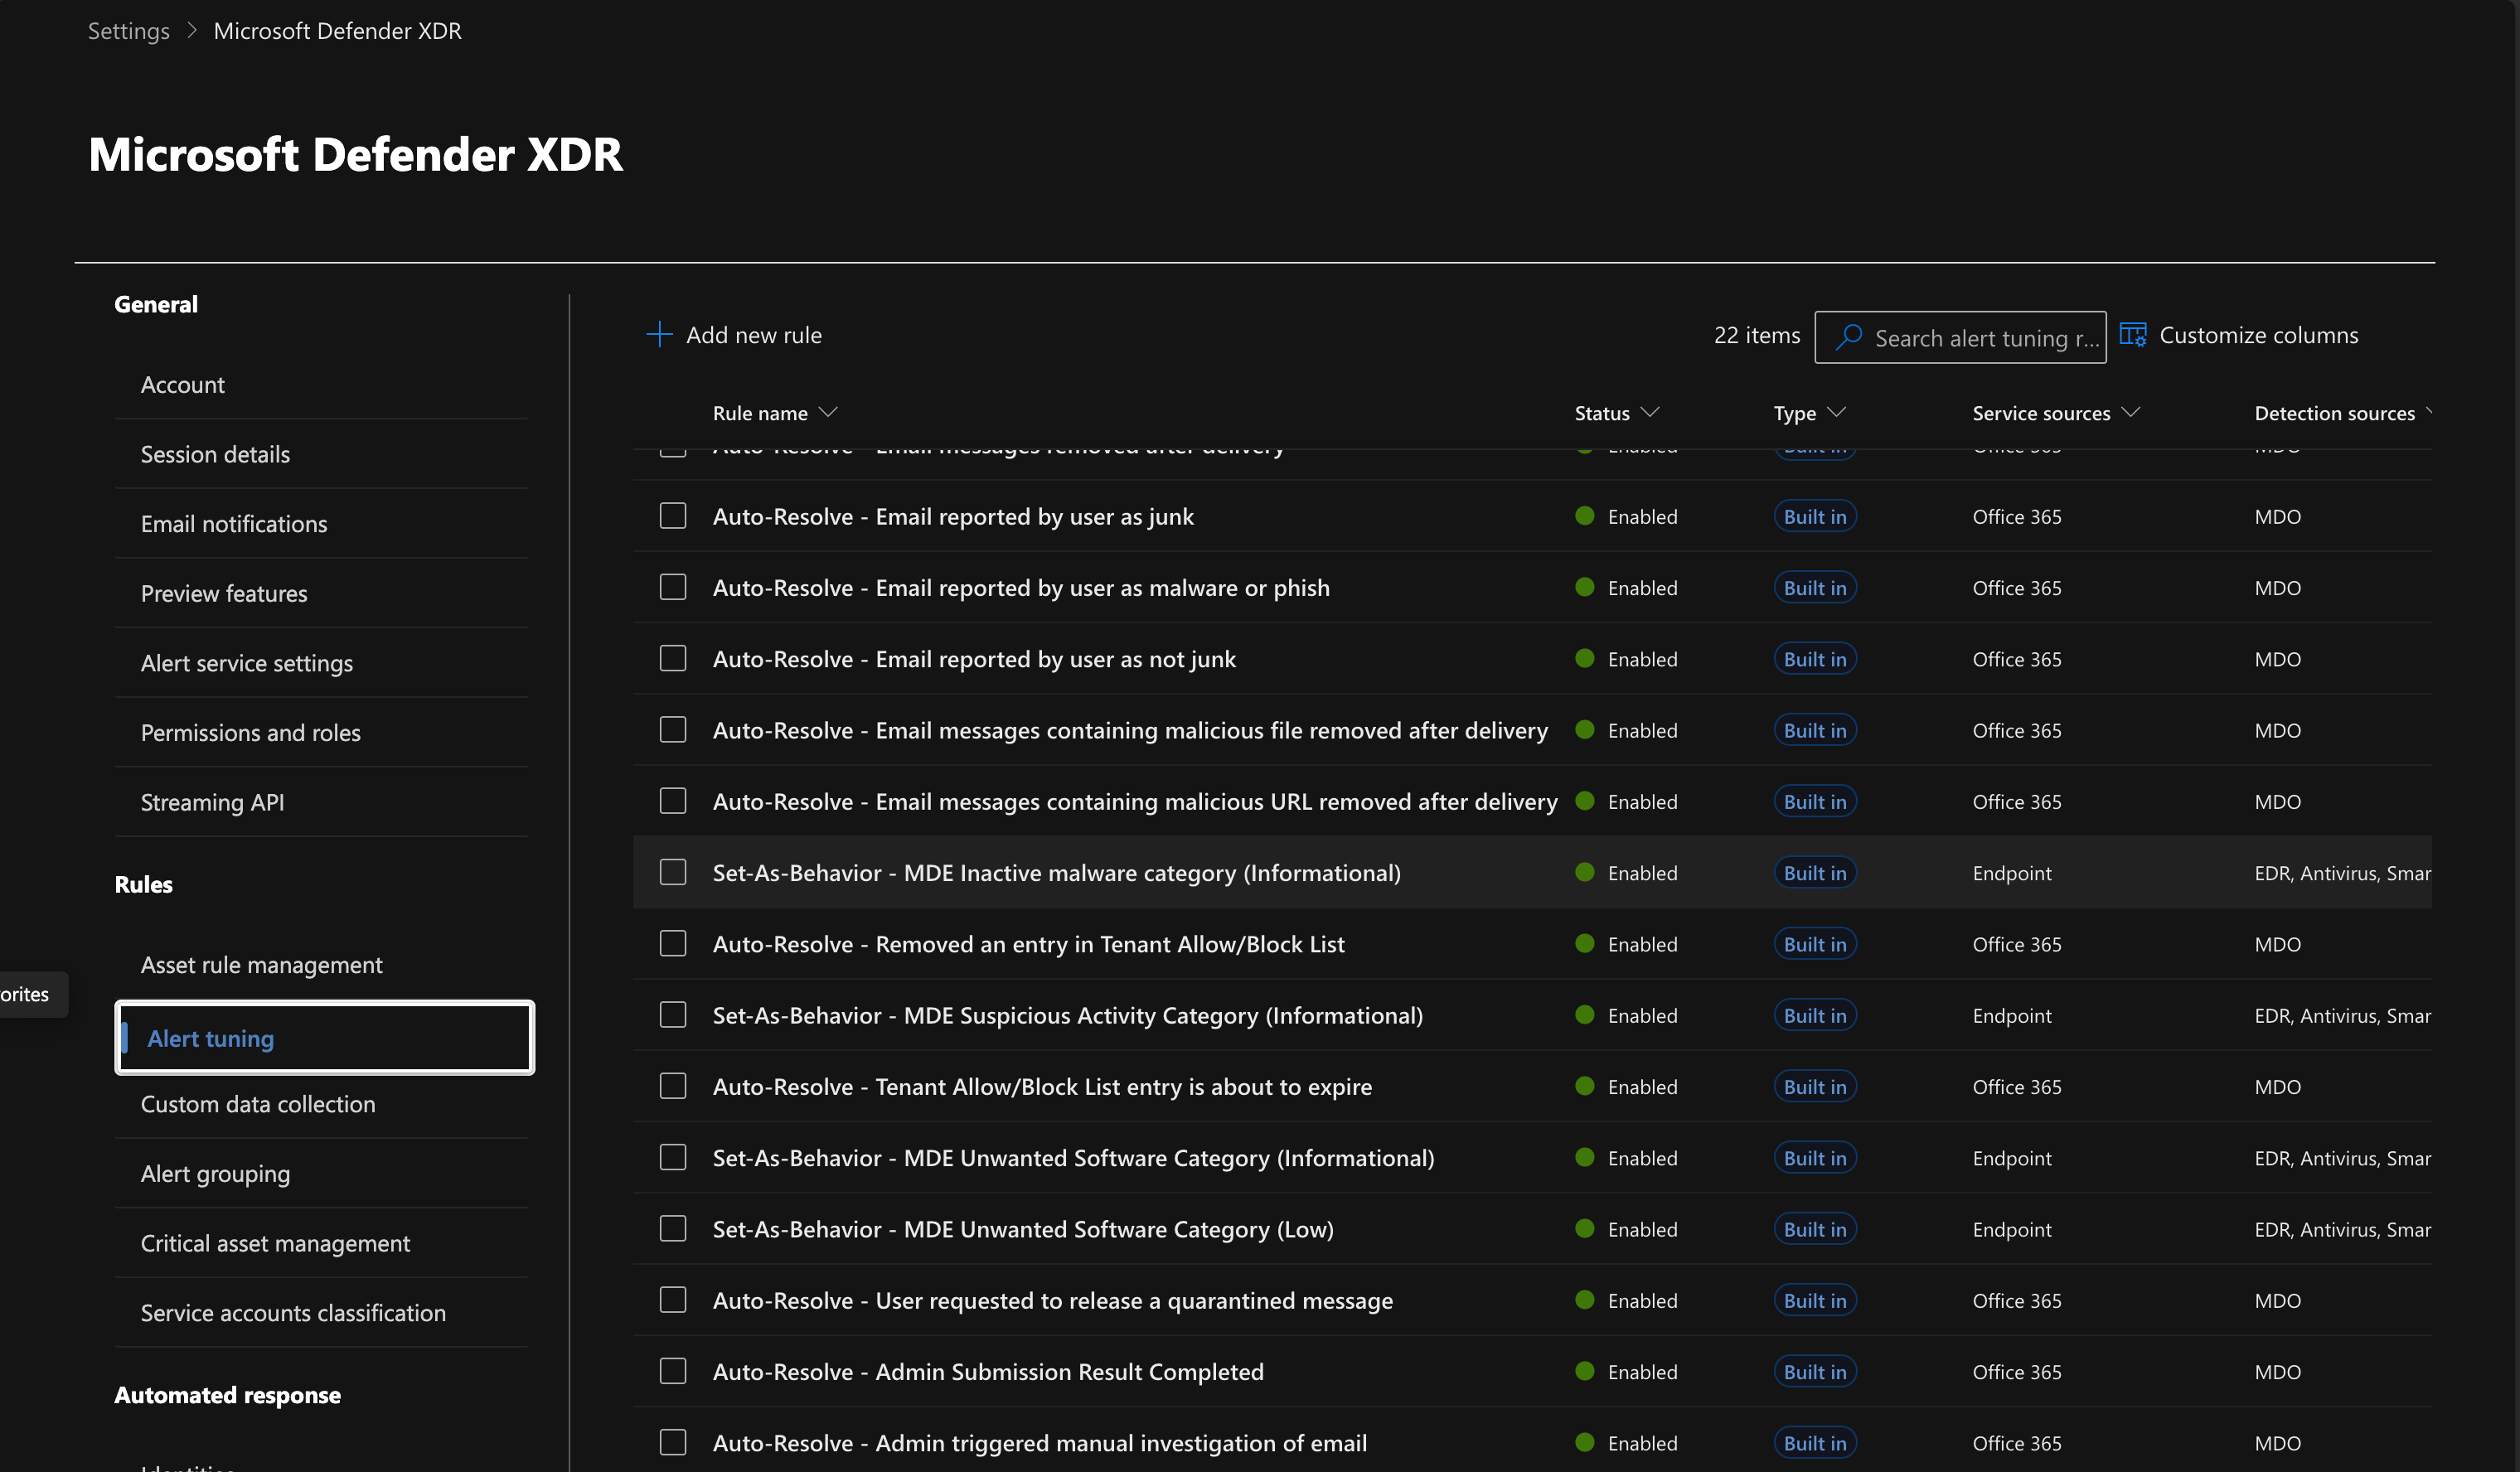 Settings > Microsoft Defender XDR
Microsoft Defender XDR
General
Account
Session details
Email notifications
Preview features
Alert service settings
Permissions and roles
Streaming API
Rules
Asset rule management
orites
Alert tuning
Custom data collection
Alert grouping
Critical asset management
Service accounts classification
Automated response
Identities
Add new rule 22 items Search alert tuning r... Customize columns
Rule name Status Type Service sources Detection sources
Auto-Resolve - Email messages removed after delivery Enabled Built in Office 365 MDO
Auto-Resolve - Email reported by user as junk Enabled Built in Office 365 MDO
Auto-Resolve - Email reported by user as malware or phish Enabled Built in Office 365 MDO
Auto-Resolve - Email reported by user as not junk Enabled Built in Office 365 MDO
Auto-Resolve - Email messages containing malicious file removed after delivery Enabled Built in Office 365 MDO
Auto-Resolve - Email messages containing malicious URL removed after delivery Enabled Built in Office 365 MDO
Set-As-Behavior - MDE Inactive malware category (Informational) Enabled Built in Endpoint EDR, Antivirus, Smar
Auto-Resolve - Removed an entry in Tenant Allow/Block List Enabled Built in Office 365 MDO
Set-As-Behavior - MDE Suspicious Activity Category (Informational) Enabled Built in Endpoint EDR, Antivirus, Smar
Auto-Resolve - Tenant Allow/Block List entry is about to expire Enabled Built in Office 365 MDO
Set-As-Behavior - MDE Unwanted Software Category (Informational) Enabled Built in Endpoint EDR, Antivirus, Smar
Set-As-Behavior - MDE Unwanted Software Category (Low) Enabled Built in Endpoint EDR, Antivirus, Smar
Auto-Resolve - User requested to release a quarantined message Enabled Built in Office 365 MDO
Auto-Resolve - Admin Submission Result Completed Enabled Built in Office 365 MDO
Auto-Resolve - Admin triggered manual investigation of email Enabled Built in Office 365 MDO